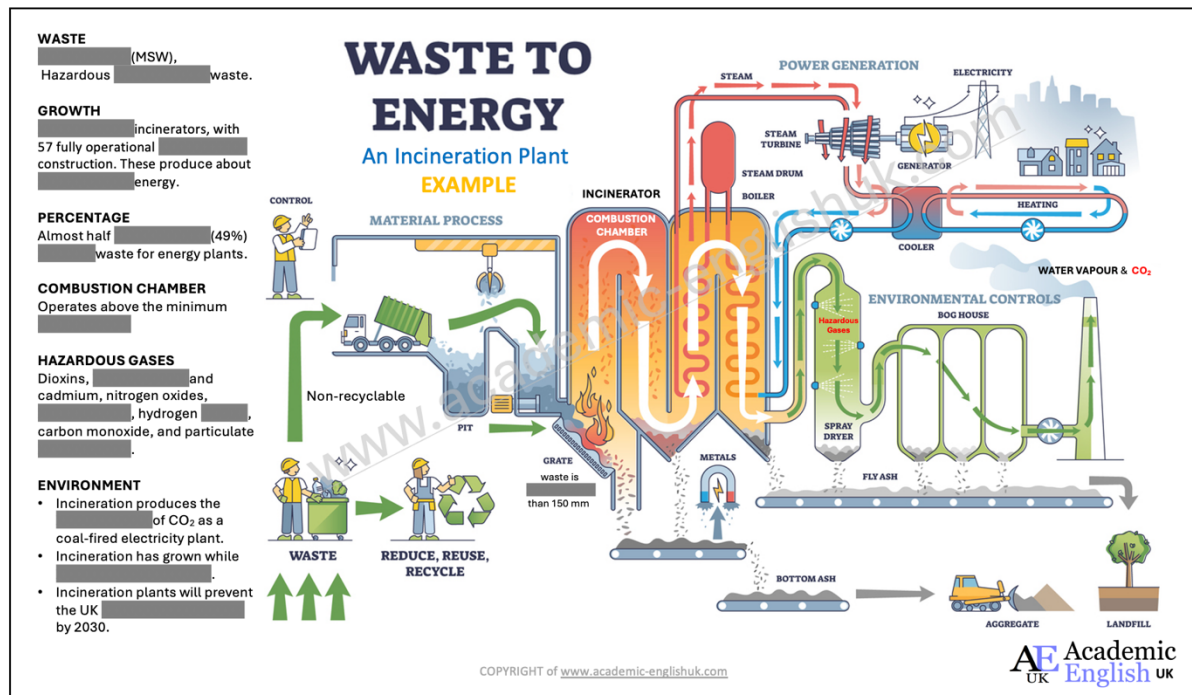 WASTE
(MSW),
Hazardous waste.
GROWTH
incinerators, with
57 fully operational
construction. These produce about
energy.
PERCENTAGE
Almost half (49%)
waste for energy plants.
COMBUSTION CHAMBER
Operates above the minimum
HAZARDOUS GASES
Dioxins, and
cadmium, nitrogen oxides,
, hydrogen ,
carbon monoxide, and particulate
.
ENVIRONMENT
• Incineration produces the
of CO₂ as a
coal-fired electricity plant.
• Incineration has grown while
.
• Incineration plants will prevent
the UK
by 2030.
WASTE TO
ENERGY
An Incineration Plant
EXAMPLE
CONTROL
MATERIAL PROCESS
Non-recyclable
PIT
WASTE
REDUCE, REUSE,
RECYCLE
INCINERATOR
COMBUSTION
CHAMBER
GRATE
waste is
than 150 mm
METALS
BOTTOM ASH
POWER GENERATION
STEAM
ELECTRICITY
STEAM
TURBINE
GENERATOR
STEAM DRUM
BOILER
HEATING
COOLER
WATER VAPOUR & CO₂
ENVIRONMENTAL CONTROLS
BOG HOUSE
Hazardous
Gases
SPRAY
DRYER
FLY ASH
AGGREGATE
LANDFILL
www.academic-englishuk.com
COPYRIGHT of www.academic-englishuk.com
AE UK
Academic
English UK